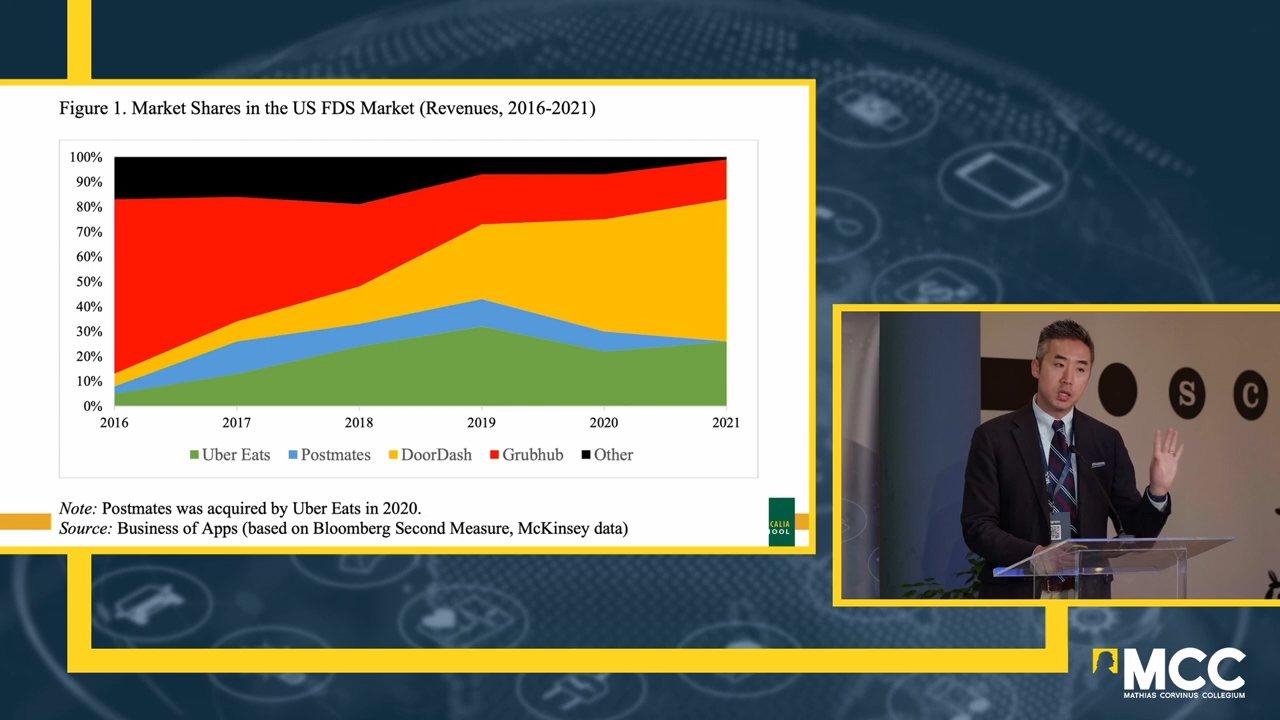 Figure 1. Market Shares in the US FDS Market (Revenues, 2016-2021)
100%
90%
80%
70%
60%
50%
40%
30%
20%
10%
0%
2016 2017 2018 2019 2020 2021
Uber Eats Postmates DoorDash Grubhub Other
Note: Postmates was acquired by Uber Eats in 2020.
Source: Business of Apps (based on Bloomberg Second Measure, McKinsey data)
CALIA
OOL
S C
MCC
MATHIAS CORVINUS COLLEGIUM